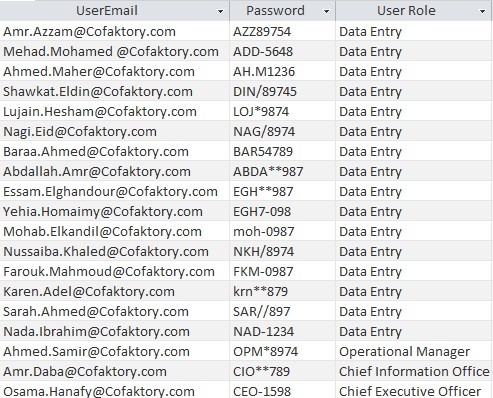 UserEmail Password User Role
Amr.Azzam@Cofaktory.com AZZ89754 Data Entry
Mehad.Mohamed @Cofaktory.com ADD-5648 Data Entry
Ahmed.Maher@Cofaktory.com AH.M1236 Data Entry
Shawkat.Eldin@Cofaktory.com DIN/89745 Data Entry
Lujain.Hesham@Cofaktory.com LOJ*9874 Data Entry
Nagi.Eid@Cofaktory.com NAG/8974 Data Entry
Baraa.Ahmed@Cofaktory.com BAR54789 Data Entry
Abdallah.Amr@Cofaktory.com ABDA**987 Data Entry
Essam.Elghandour@Cofaktory.com EGH**987 Data Entry
Yehia.Homaimy@Cofaktory.com EGH7-098 Data Entry
Mohab.Elkandil@Cofaktory.com moh-0987 Data Entry
Nussaiba.Khaled@Cofaktory.com NKH/8974 Data Entry
Farouk.Mahmoud@Cofaktory.com FKM-0987 Data Entry
Karen.Adel@Cofaktory.com krn**879 Data Entry
Sarah.Ahmed@Cofaktory.com SAR//897 Data Entry
Nada.Ibrahim@Cofaktory.com NAD-1234 Data Entry
Ahmed.Samir@Cofaktory.com OPM*8974 Operational Manager
Amr.Daba@Cofaktory.com CIO**789 Chief Information Office
Osama.Hanafy@Cofaktory.com CEO-1598 Chief Executive Officer